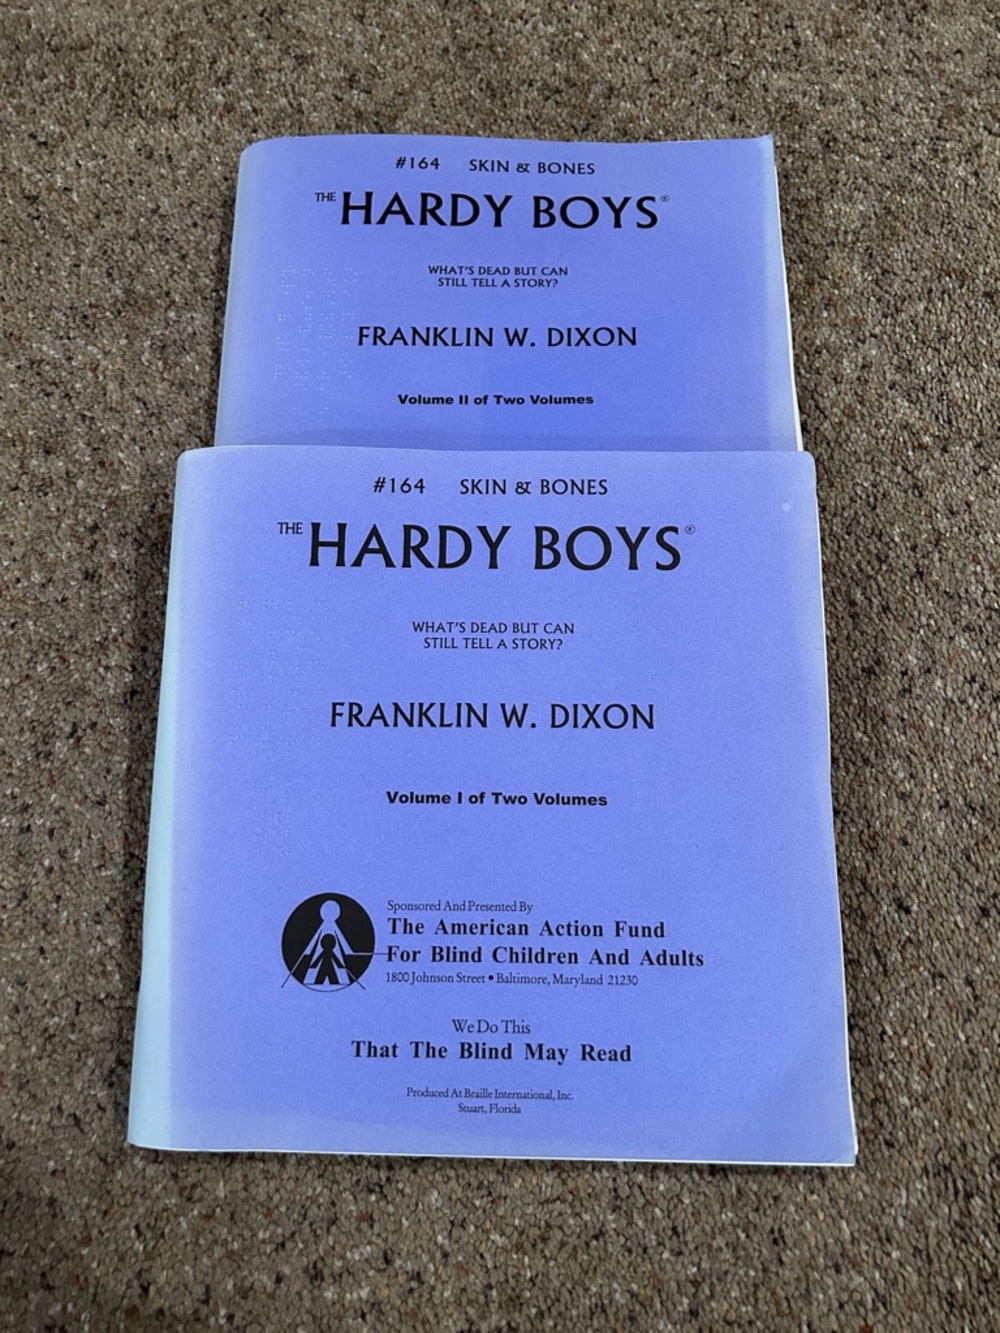 #164 SKIN & BONES
THE HARDY BOYS®
WHAT'S DEAD BUT CAN
STILL TELL A STORY?
FRANKLIN W. DIXON
Volume II of Two Volumes
#164 SKIN & BONES
THE HARDY BOYS®
WHAT'S DEAD BUT CAN
STILL TELL A STORY?
FRANKLIN W. DIXON
Volume I of Two Volumes
Sponsored And Presented By
The American Action Fund
For Blind Children And Adults
1800 Johnson Street • Baltimore, Maryland 21230
We Do This
That The Blind May Read
Produced At Braille International, Inc.
Stuart, Florida